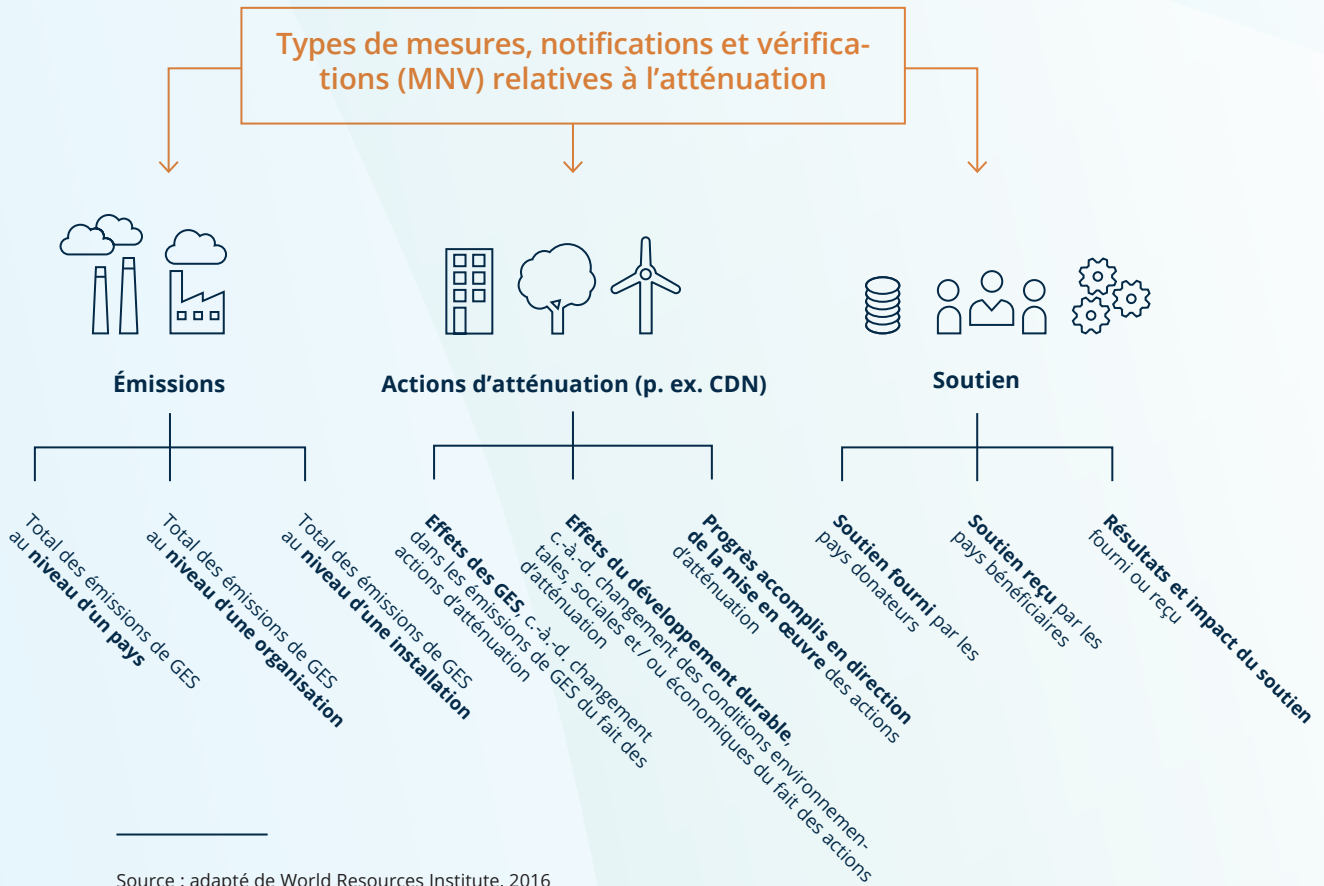 Types de mesures, notifications et vérifica-
tions (MNV) relatives à l’atténuation
Émissions
Total des émissions de GES
au niveau d’un pays
Total des émissions de GES
au niveau d’une organisation
Total des émissions de GES
au niveau d’une installation
Actions d’atténuation (p. ex. CDN)
Effets des GES, c.-à.-d. changement
dans les émissions de GES du fait des
actions d’atténuation
Effets du développement durable,
c.-à.-d. changement des conditions environnemen-
tales, sociales et / ou économiques du fait des actions
d’atténuation
Progrès accomplis en direction
de la mise en œuvre des actions
d’atténuation
Soutien
Soutien fourni par les
pays donateurs
Soutien reçu par les
pays bénéficiaires
Résultats et impact du soutien
fourni ou reçu
Source : adapté de World Resources Institute, 2016